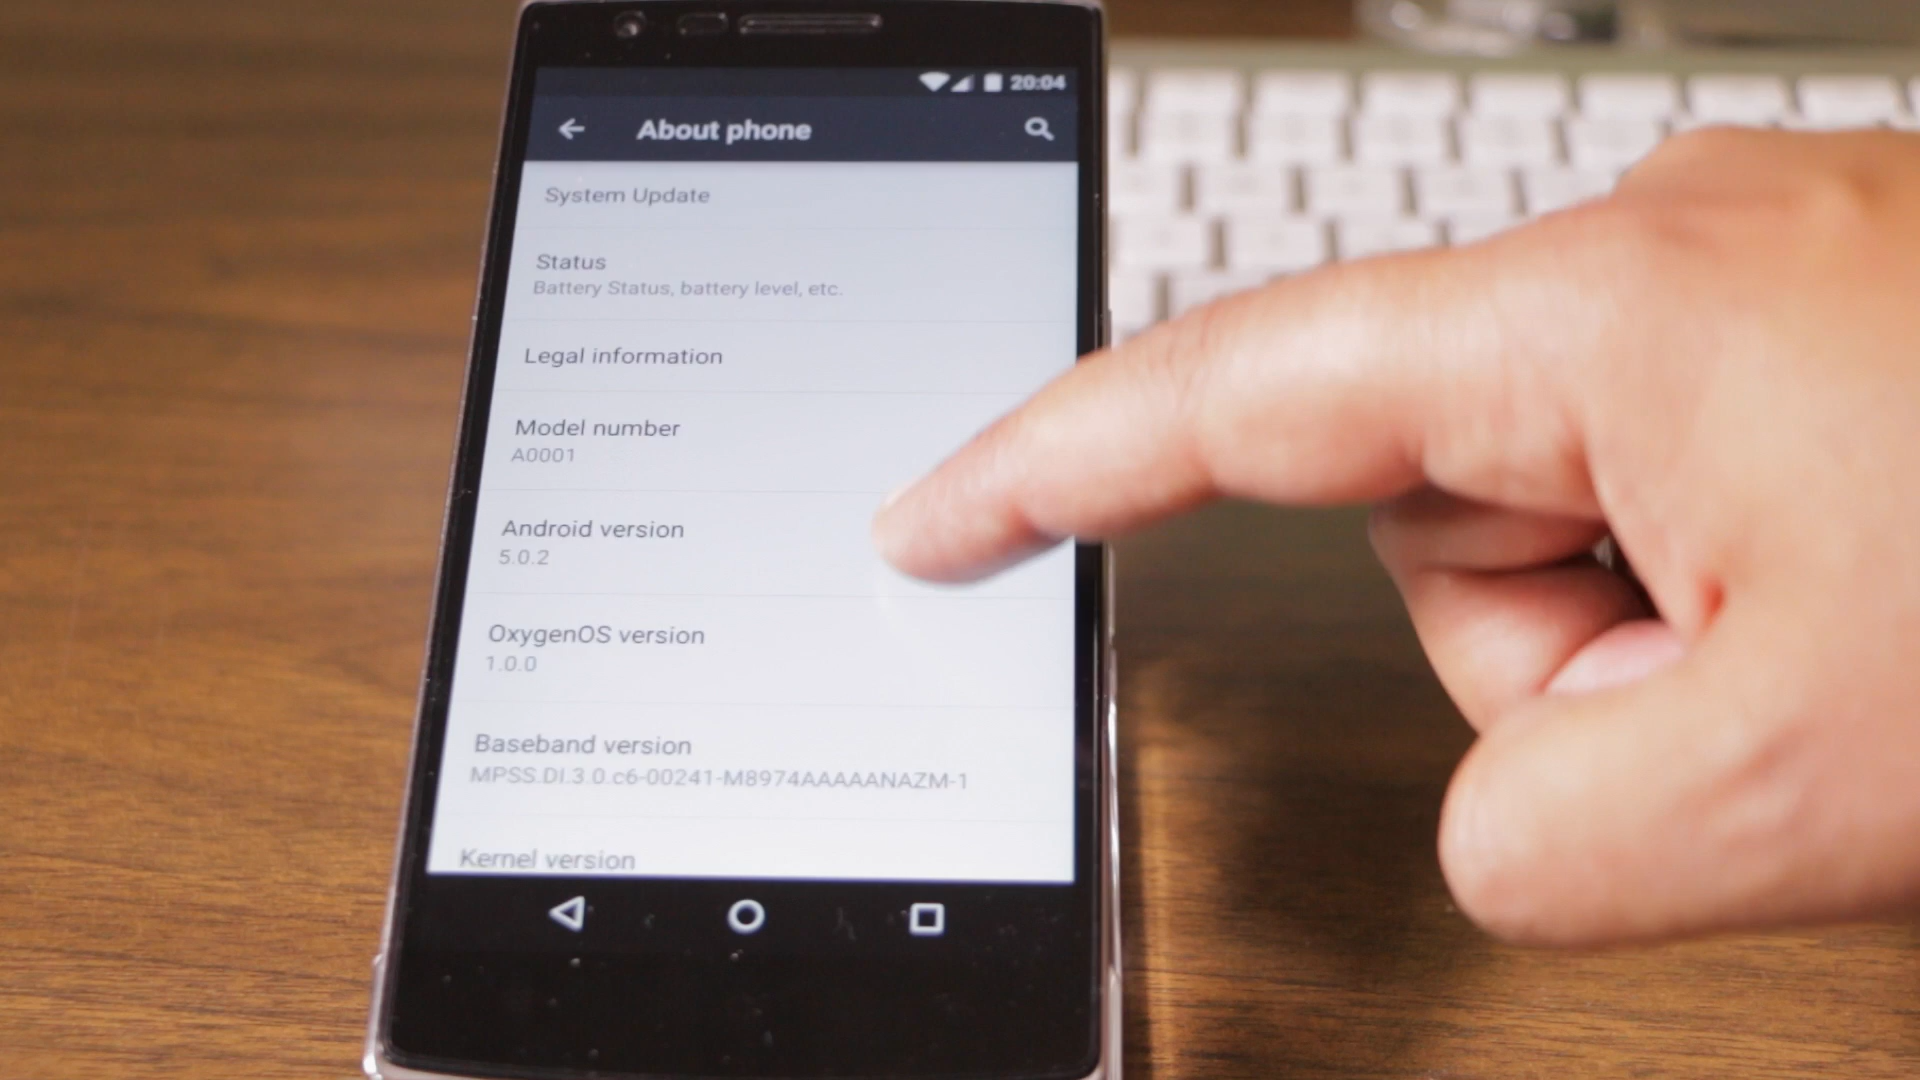 20:04
About phone
System Update
Status
Battery Status, battery level, etc.
Legal information
Model number
A0001
Android version
5.0.2
OxygenOS version
1.0.0
Baseband version
MPSS.DI.3.0.c6-00241-M8974AAAAANAZM-1
Kernel version